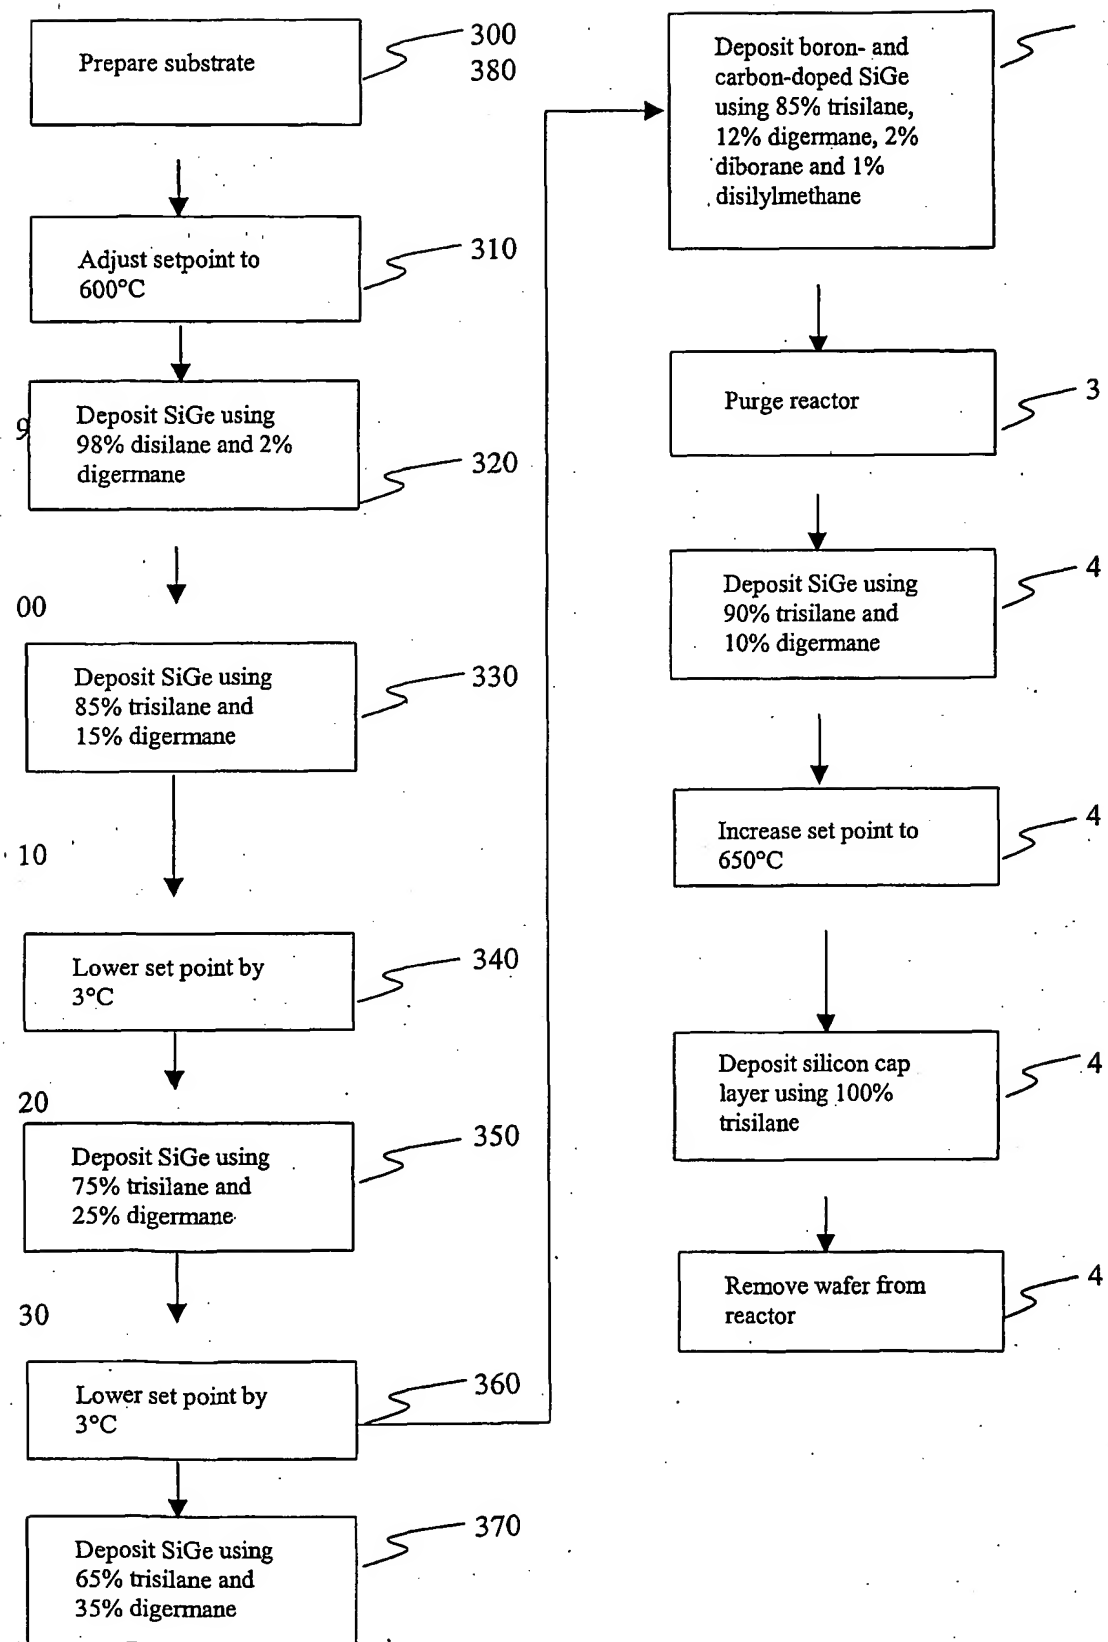 Prepare substrate
300
380
Adjust setpoint to
600°C
310
9
Deposit SiGe using
98% disilane and 2%
digermane
320
00
Deposit SiGe using
85% trisilane and
15% digermane
330
10
Lower set point by
3°C
340
20
Deposit SiGe using
75% trisilane and
25% digermane
350
30
Lower set point by
3°C
360
Deposit SiGe using
65% trisilane and
35% digermane
370
Deposit boron- and
carbon-doped SiGe
using 85% trisilane,
12% digermane, 2%
diborane and 1%
disilylmethane
Purge reactor
3
Deposit SiGe using
90% trisilane and
10% digermane
4
Increase set point to
650°C
4
Deposit silicon cap
layer using 100%
trisilane
4
Remove wafer from
reactor
4